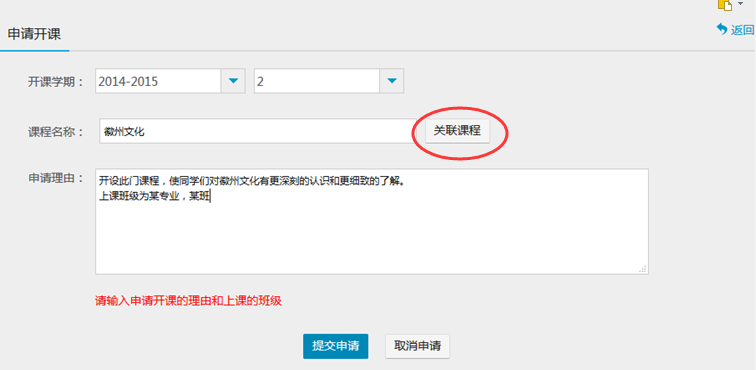 申请开课
返回
开课学期： 2014-2015 2
课程名称： 徽州文化 关联课程
申请理由： 开设此门课程，使同学们对徽州文化有更深刻的认识和更细致的了解。
上课班级为某专业，某班
请输入申请开课的理由和上课的班级
提交申请 取消申请